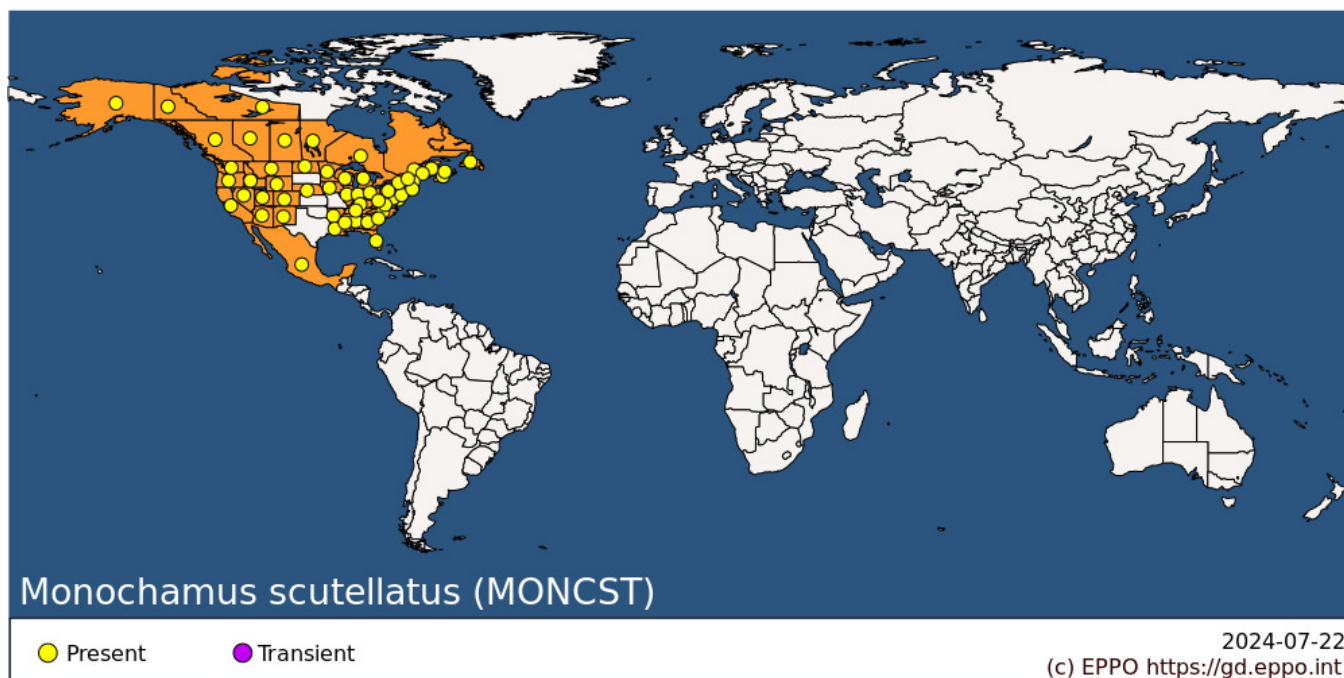 Monochamus scutellatus (MONCST)
Present
Transient
2024-07-22
(c) EPPO https://gd.eppo.int